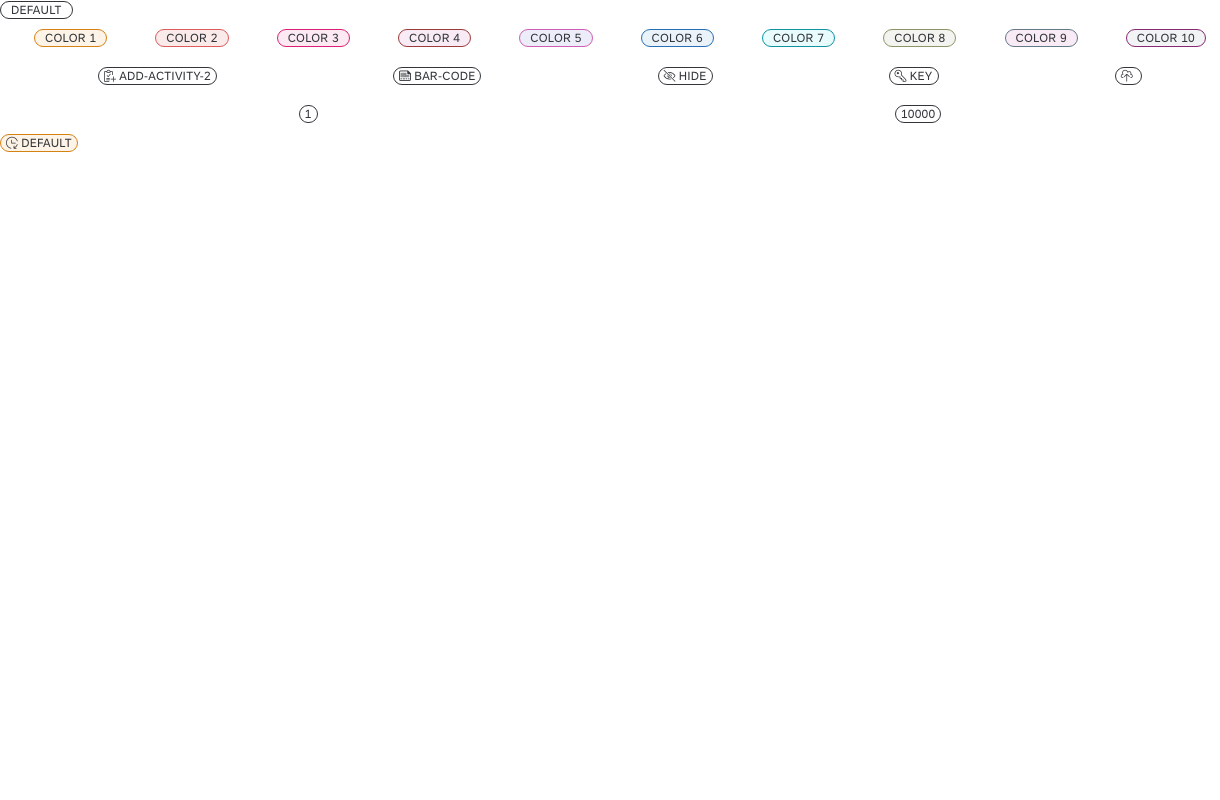 DEFAULT
COLOR 1 COLOR 2 COLOR 3 COLOR 4 COLOR 5 COLOR 6 COLOR 7 COLOR 8 COLOR 9 COLOR 10
ADD-ACTIVITY-2 BAR-CODE HIDE KEY
1 10000
DEFAULT